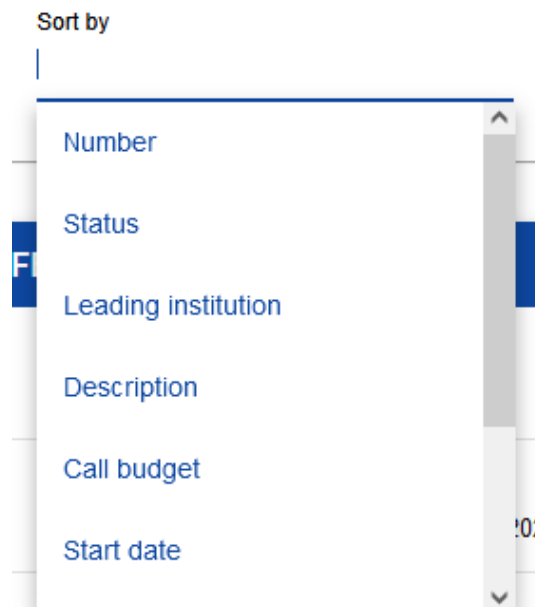 Sort by
Number
Status
Leading institution
Description
Call budget
Start date